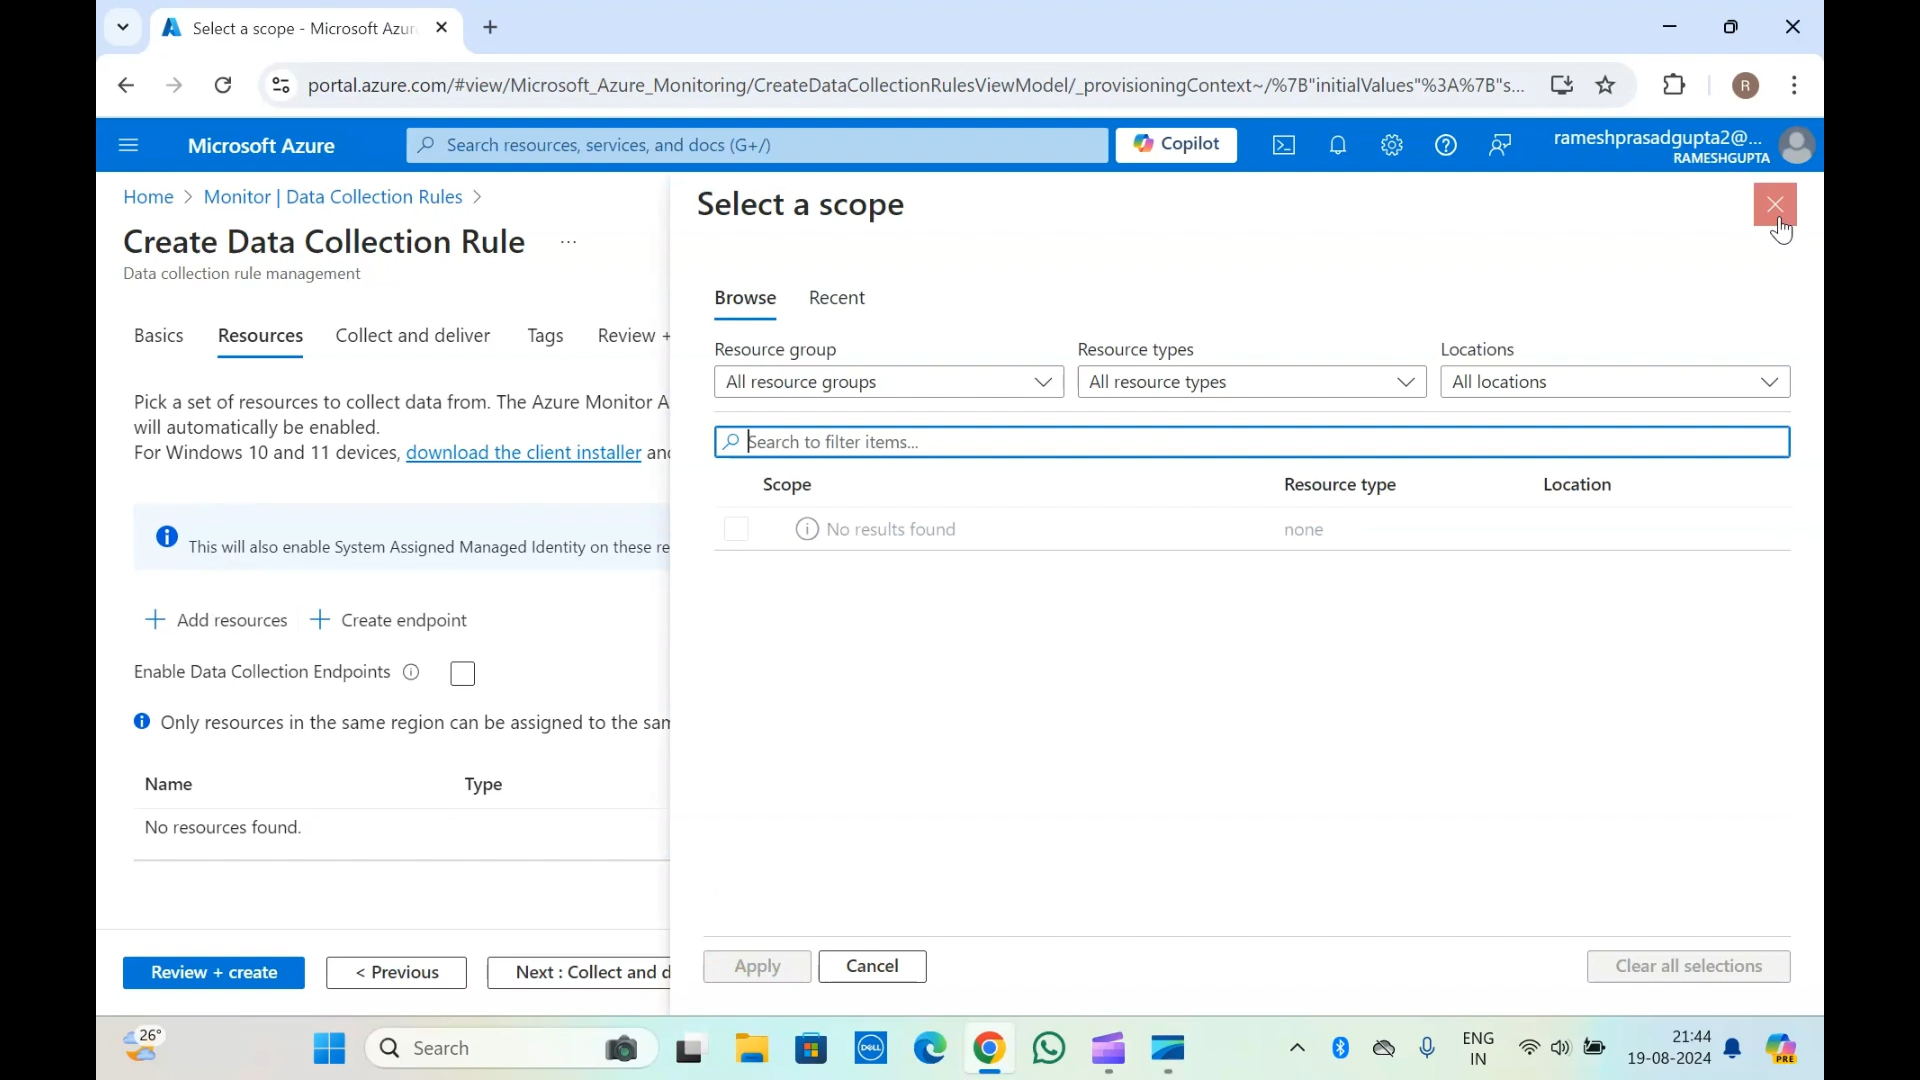 Select a scope - Microsoft Azur
portal.azure.com/#view/Microsoft_Azure_Monitoring/CreateDataCollectionRulesViewModel/_provisioningContext~/%7B"initialValues"%3A%7B"s...
R
Microsoft Azure
Search resources, services, and docs (G+/)
Copilot
rameshprasadgupta2@...
RAMESHGUPTA
Home > Monitor | Data Collection Rules >
Create Data Collection Rule ...
Data collection rule management
Basics Resources Collect and deliver Tags Review +
Pick a set of resources to collect data from. The Azure Monitor A
will automatically be enabled.
For Windows 10 and 11 devices, download the client installer and
This will also enable System Assigned Managed Identity on these re
+ Add resources + Create endpoint
Enable Data Collection Endpoints
Only resources in the same region can be assigned to the sam
Name Type
No resources found.
Review + create < Previous Next : Collect and d
Select a scope
Browse Recent
Resource group Resource types Locations
All resource groups All resource types All locations
Search to filter items...
Scope Resource type Location
No results found none
Apply Cancel Clear all selections
26°
Search
DELL
ENG
IN
21:44
19-08-2024
PRE